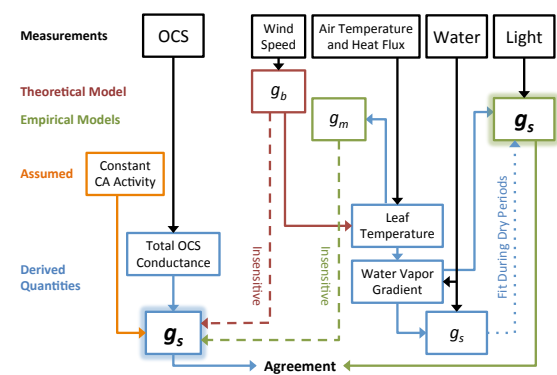 Measurements
OCS
Wind
Speed
Air Temperature
and Heat Flux
Water
Light
Theoretical Model
Empirical Models
g_b
g_m
g_s
Assumed
Constant
CA Activity
Leaf
Temperature
Fit During Dry Periods
Total OCS
Conductance
Insensitive
Insensitive
Derived
Quantities
Water Vapor
Gradient
g_s
g_s
Agreement